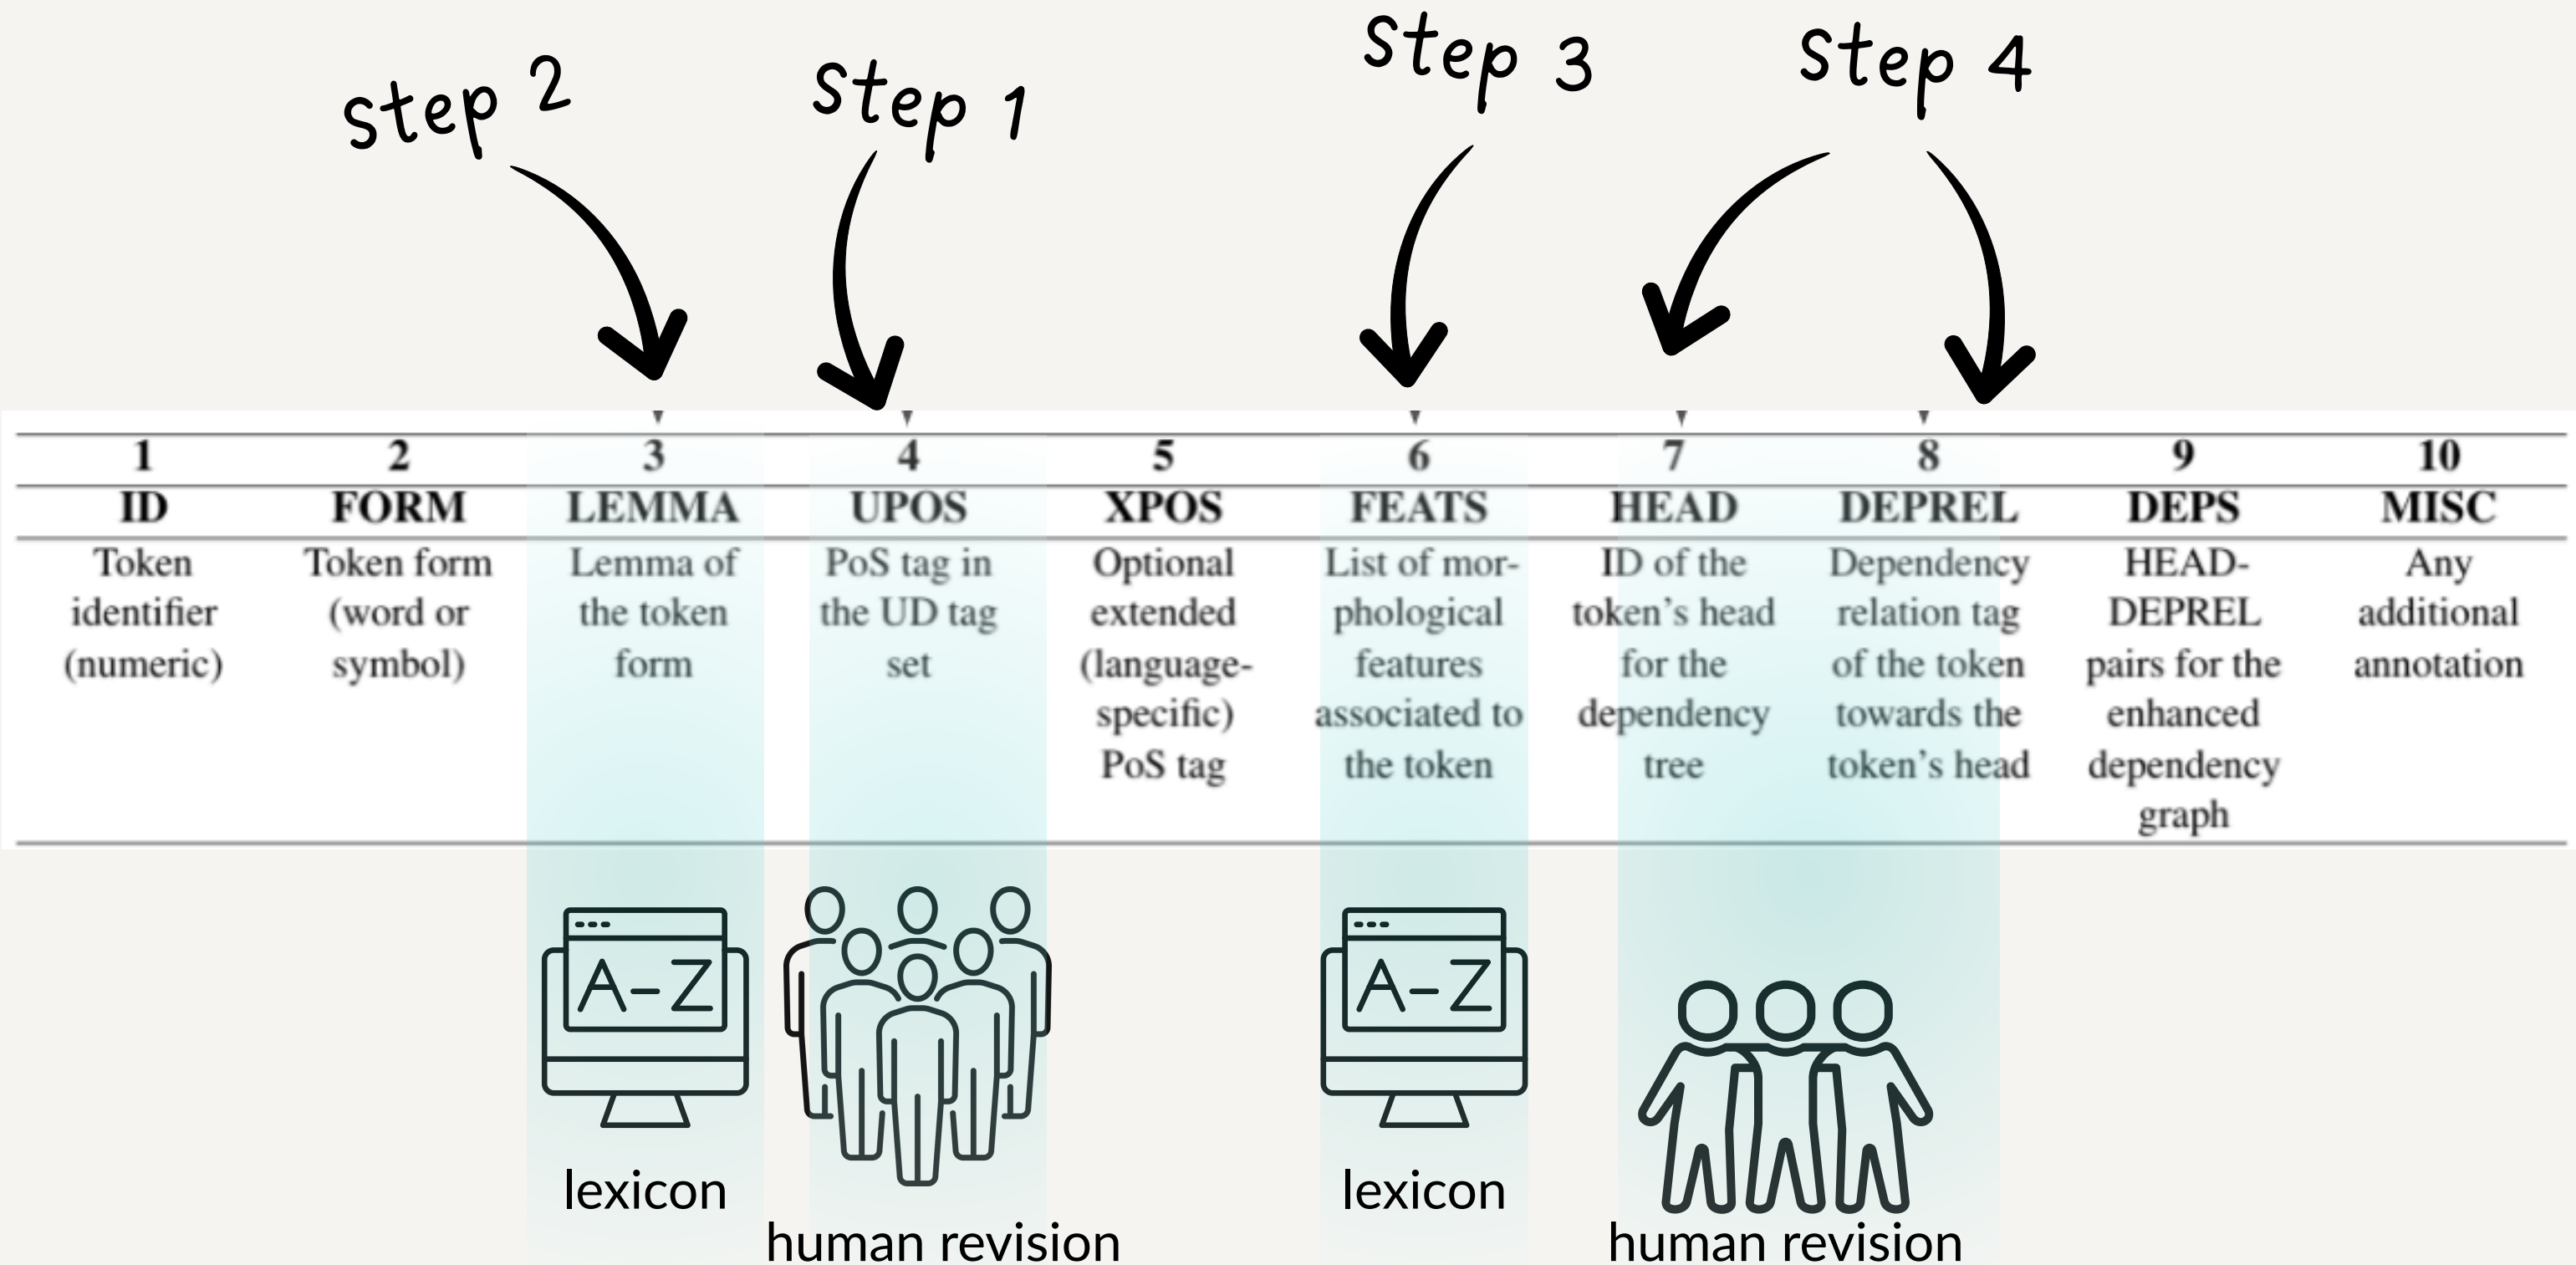 step 2
step 1
step 3
step 4
1 2 3 4 5 6 7 8 9 10
ID FORM LEMMA UPOS XPOS FEATS HEAD DEPREL DEPS MISC
Token
identifier
(numeric)
Token form
(word or
symbol)
Lemma of
the token
form
PoS tag in
the UD tag
set
Optional
extended
(language-
specific)
PoS tag
List of mor-
phological
features
associated to
the token
ID of the
token's head
for the
dependency
tree
Dependency
relation tag
of the token
towards the
token's head
HEAD-
DEPREL
pairs for the
enhanced
dependency
graph
Any
additional
annotation
A-Z
lexicon
human revision
A-Z
lexicon
human revision